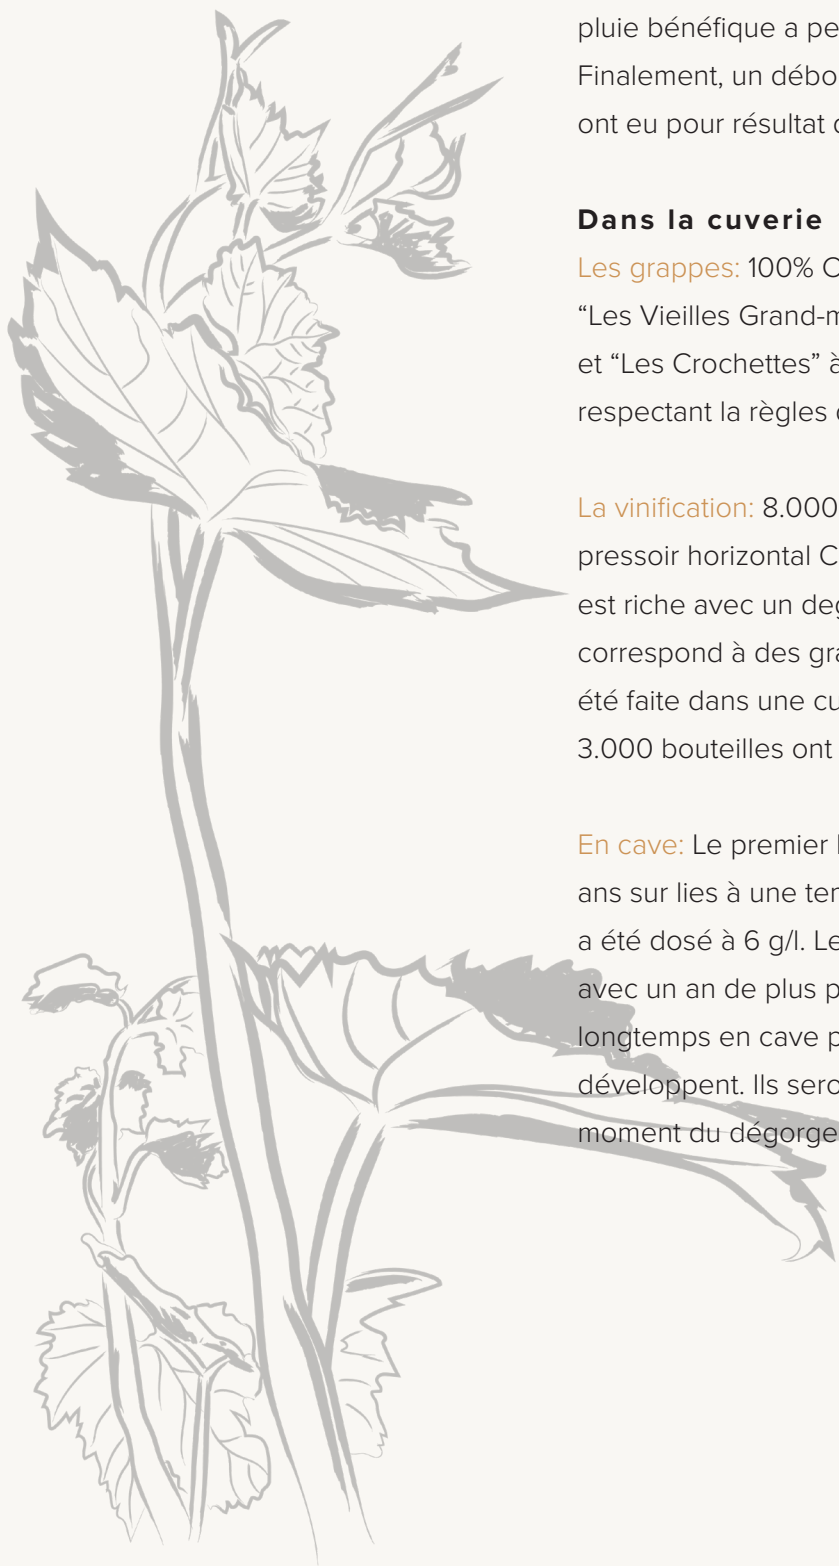 pluie bénéfique a pe
Finalement, un débo
ont eu pour résultat
Dans la cuverie
Les grappes: 100%
“Les Vieilles Grand-m
et “Les Crochettes” à
respectant la règles
La vinification: 8.000
pressoir horizontal C
est riche avec un deg
correspond à des gra
été faite dans une cu
3.000 bouteilles ont
En cave: Le premier
ans sur lies à une ter
a été dosé à 6 g/l. Le
avec un an de plus p
longtemps en cave p
développent. Ils sero
moment du dégorge